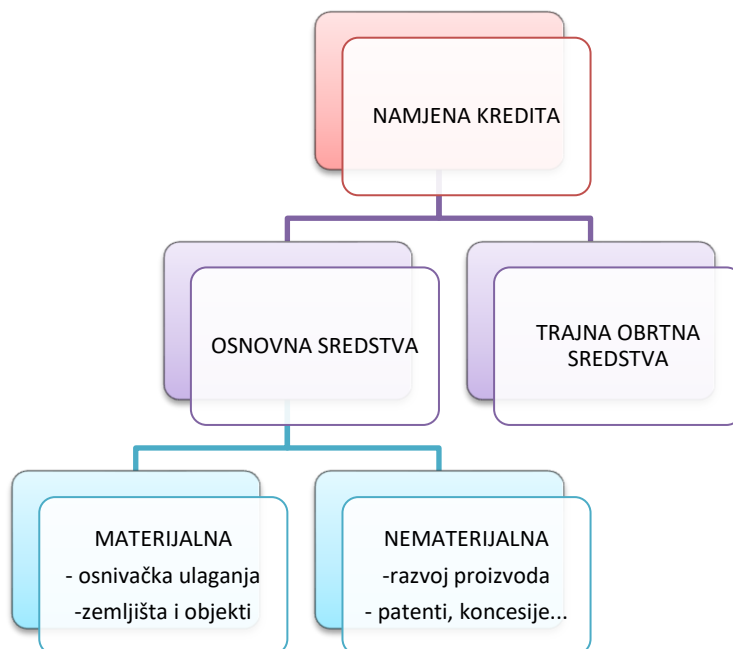 NAMJENA KREDITA
OSNOVNA SREDSTVA
TRAJNA OBRTNA
SREDSTVA
MATERIJALNA
- osnivačka ulaganja
-zemljišta i objekti
NEMATERIJALNA
-razvoj proizvoda
- patenti, koncesije...